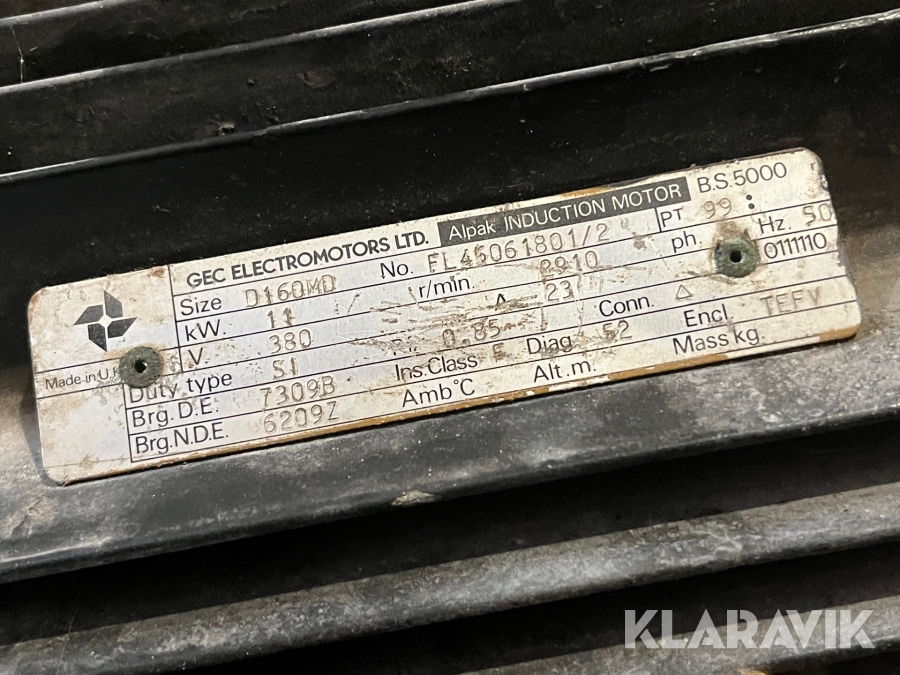 GEC ELECTROMOTORS LTD. Alpak INDUCTION MOTOR B.S.5000
Size D160MD No. FL45061801/2 PT 99:
kW. 11 r/min. 2910 ph. Hz. 50
V. 380 A 23 Conn. △ 0111110
Duty type S1 0,85 Encl. TEFV
Brg.D.E. 7309B Ins.Class E Diag. 52 Mass kg.
Brg.N.D.E. 6209Z Amb°C Alt.m.
Made in U.K.
KLARAVIK